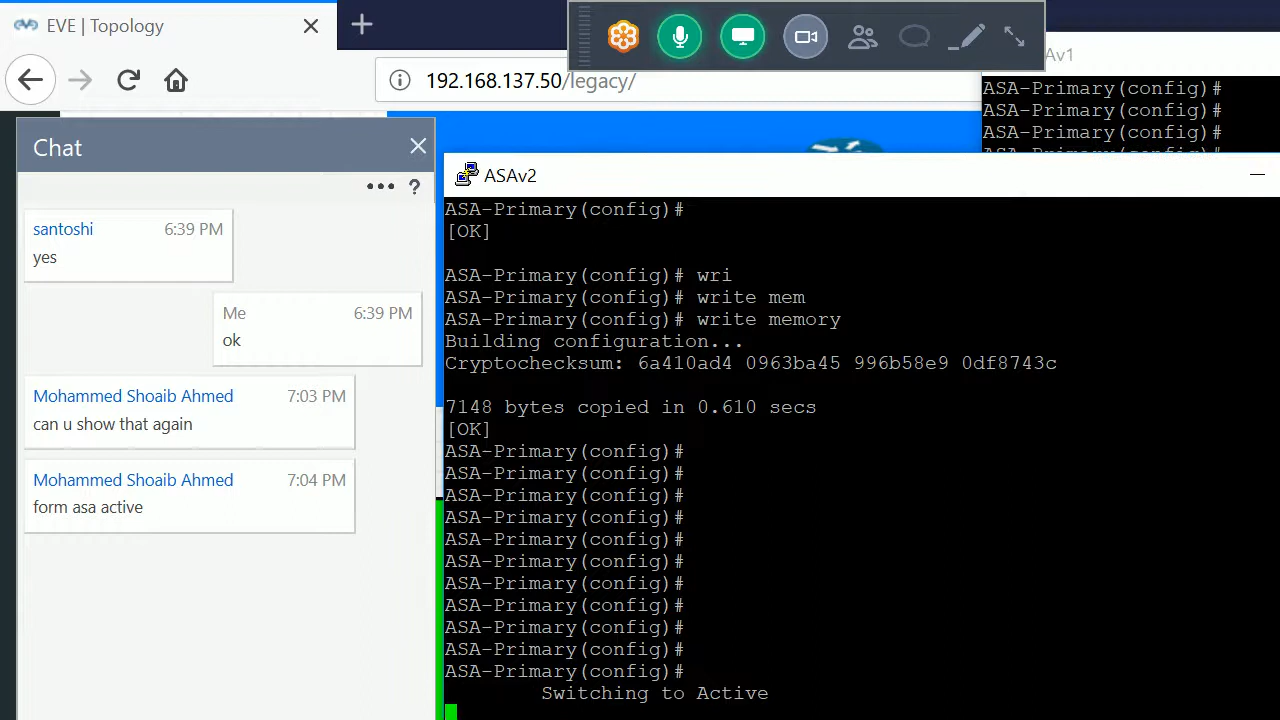 EVE | Topology
192.168.137.50/legacy/
Av1
ASA-Primary(config)#
ASA-Primary(config)#
ASA-Primary(config)#
ASA-Primary(config)#
Chat
?
santoshi 6:39 PM
yes
Me 6:39 PM
ok
Mohammed Shoaib Ahmed 7:03 PM
can u show that again
Mohammed Shoaib Ahmed 7:04 PM
form asa active
ASAv2
ASA-Primary(config)#
[OK]
ASA-Primary(config)# wri
ASA-Primary(config)# write mem
ASA-Primary(config)# write memory
Building configuration...
Cryptochecksum: 6a410ad4 0963ba45 996b58e9 0df8743c
7148 bytes copied in 0.610 secs
[OK]
ASA-Primary(config)#
ASA-Primary(config)#
ASA-Primary(config)#
ASA-Primary(config)#
ASA-Primary(config)#
ASA-Primary(config)#
ASA-Primary(config)#
ASA-Primary(config)#
ASA-Primary(config)#
ASA-Primary(config)#
ASA-Primary(config)#
Switching to Active